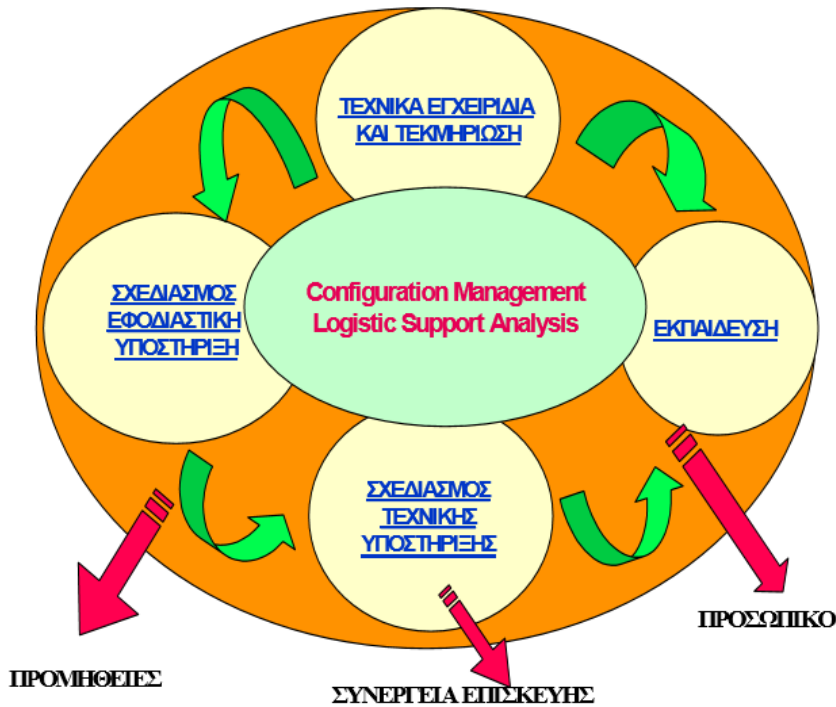 ΤΕΧΝΙΚΑ ΕΓΧΕΙΡΙΔΙΑ
ΚΑΙ ΤΕΚΜΗΡΙΩΣΗ
ΣΧΕΔΙΑΣΜΟΣ
ΕΦΟΔΙΑΣΤΙΚΗ
ΥΠΟΣΤΗΡΙΞΗ
Configuration Management
Logistic Support Analysis
ΕΚΠΑΙΔΕΥΣΗ
ΣΧΕΔΙΑΣΜΟΣ
ΤΕΧΝΙΚΗΣ
ΥΠΟΣΤΗΡΙΞΗΣ
ΠΡΟΣΩΠΙΚΟ
ΠΡΟΜΗΘΕΙΕΣ
ΣΥΝΕΡΓΕΙΑ ΕΠΙΣΚΕΥΗΣ